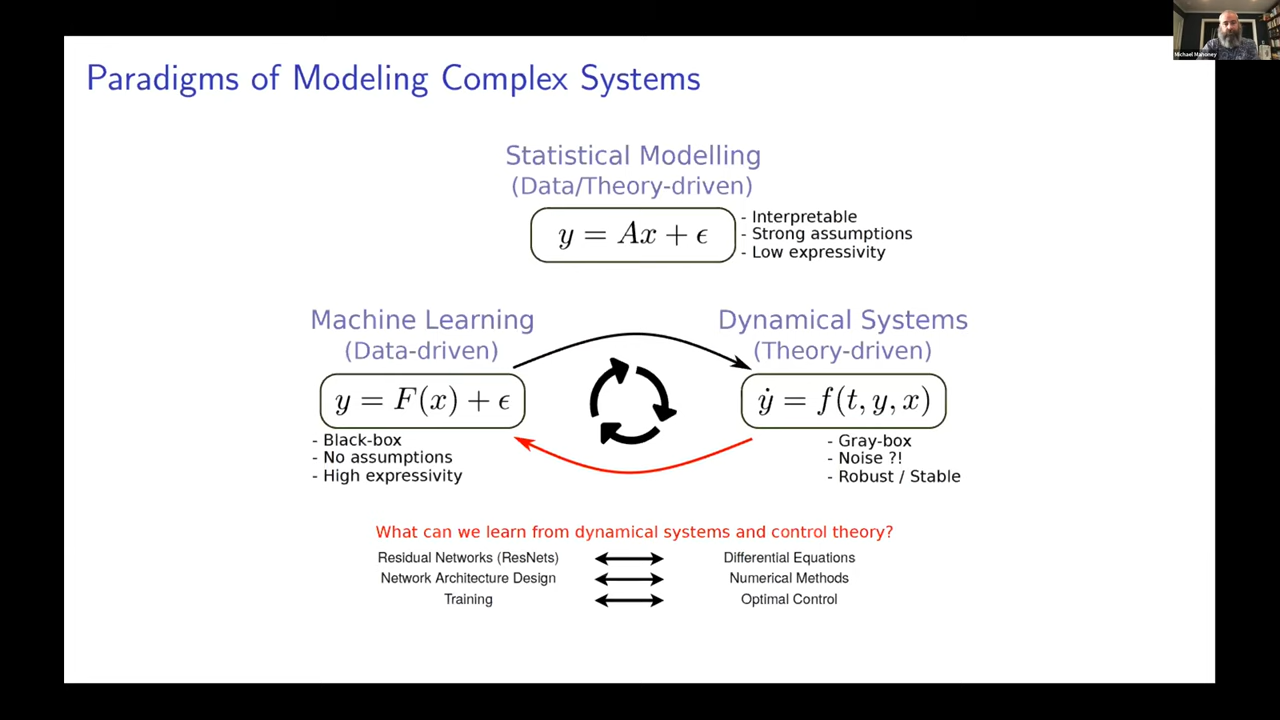 Michael Mahoney
Paradigms of Modeling Complex Systems
Statistical Modelling
(Data/Theory-driven)
y = Ax + ϵ
- Interpretable
- Strong assumptions
- Low expressivity
Machine Learning
(Data-driven)
y = F(x) + ϵ
- Black-box
- No assumptions
- High expressivity
Dynamical Systems
(Theory-driven)
ẏ = f(t, y, x)
- Gray-box
- Noise ?!
- Robust / Stable
What can we learn from dynamical systems and control theory?
Residual Networks (ResNets) ⟷ Differential Equations
Network Architecture Design ⟷ Numerical Methods
Training ⟷ Optimal Control